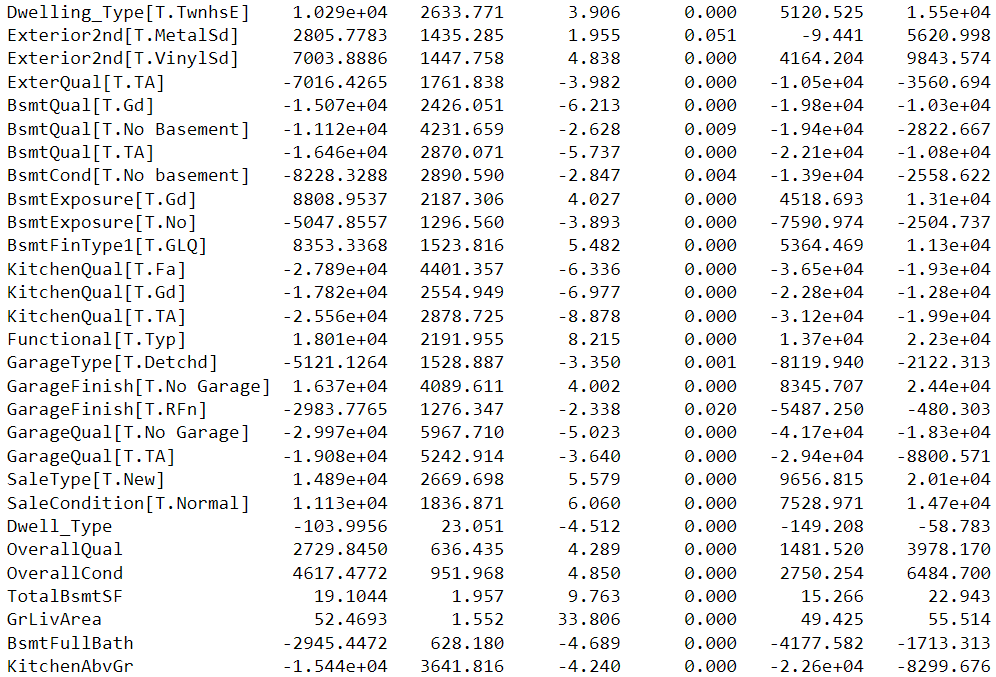 Dwelling_Type[T.TwnhsE] 1.029e+04 2633.771 3.906 0.000 5120.525 1.55e+04
Exterior2nd[T.MetalSd] 2805.7783 1435.285 1.955 0.051 -9.441 5620.998
Exterior2nd[T.VinylSd] 7003.8886 1447.758 4.838 0.000 4164.204 9843.574
ExterQual[T.TA] -7016.4265 1761.838 -3.982 0.000 -1.05e+04 -3560.694
BsmtQual[T.Gd] -1.507e+04 2426.051 -6.213 0.000 -1.98e+04 -1.03e+04
BsmtQual[T.No Basement] -1.112e+04 4231.659 -2.628 0.009 -1.94e+04 -2822.667
BsmtQual[T.TA] -1.646e+04 2870.071 -5.737 0.000 -2.21e+04 -1.08e+04
BsmtCond[T.No basement] -8228.3288 2890.590 -2.847 0.004 -1.39e+04 -2558.622
BsmtExposure[T.Gd] 8808.9537 2187.306 4.027 0.000 4518.693 1.31e+04
BsmtExposure[T.No] -5047.8557 1296.560 -3.893 0.000 -7590.974 -2504.737
BsmtFinType1[T.GLQ] 8353.3368 1523.816 5.482 0.000 5364.469 1.13e+04
KitchenQual[T.Fa] -2.789e+04 4401.357 -6.336 0.000 -3.65e+04 -1.93e+04
KitchenQual[T.Gd] -1.782e+04 2554.949 -6.977 0.000 -2.28e+04 -1.28e+04
KitchenQual[T.TA] -2.556e+04 2878.725 -8.878 0.000 -3.12e+04 -1.99e+04
Functional[T.Typ] 1.801e+04 2191.955 8.215 0.000 1.37e+04 2.23e+04
GarageType[T.Detchd] -5121.1264 1528.887 -3.350 0.001 -8119.940 -2122.313
GarageFinish[T.No Garage] 1.637e+04 4089.611 4.002 0.000 8345.707 2.44e+04
GarageFinish[T.RFn] -2983.7765 1276.347 -2.338 0.020 -5487.250 -480.303
GarageQual[T.No Garage] -2.997e+04 5967.710 -5.023 0.000 -4.17e+04 -1.83e+04
GarageQual[T.TA] -1.908e+04 5242.914 -3.640 0.000 -2.94e+04 -8800.571
SaleType[T.New] 1.489e+04 2669.698 5.579 0.000 9656.815 2.01e+04
SaleCondition[T.Normal] 1.113e+04 1836.871 6.060 0.000 7528.971 1.47e+04
Dwell_Type -103.9956 23.051 -4.512 0.000 -149.208 -58.783
OverallQual 2729.8450 636.435 4.289 0.000 1481.520 3978.170
OverallCond 4617.4772 951.968 4.850 0.000 2750.254 6484.700
TotalBsmtSF 19.1044 1.957 9.763 0.000 15.266 22.943
GrLivArea 52.4693 1.552 33.806 0.000 49.425 55.514
BsmtFullBath -2945.4472 628.180 -4.689 0.000 -4177.582 -1713.313
KitchenAbvGr -1.544e+04 3641.816 -4.240 0.000 -2.26e+04 -8299.676